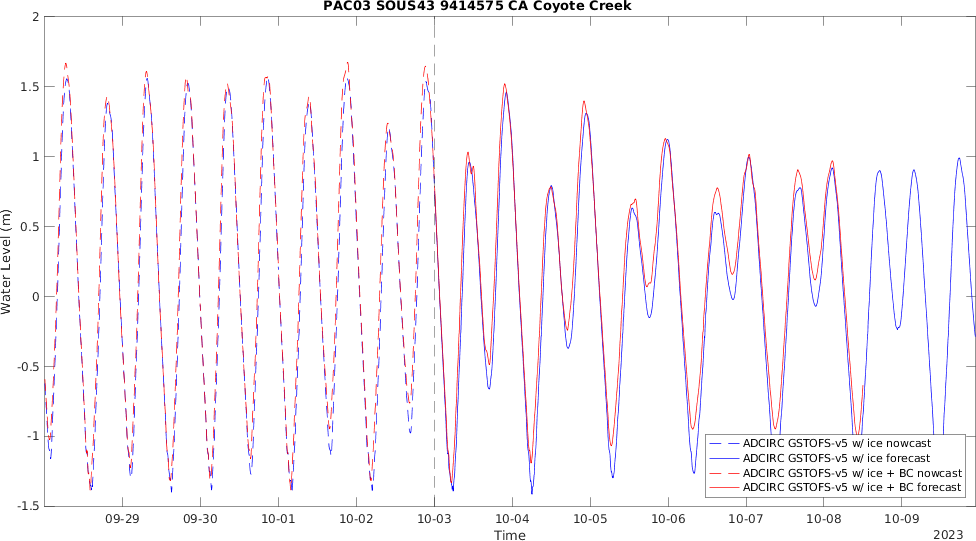 PAC03 SOUS43 9414575 CA Coyote Creek
2
1.5
1
0.5
0
-0.5
-1
-1.5
Water Level (m)
09-29 09-30 10-01 10-02 10-03 10-04 10-05 10-06 10-07 10-08 10-09
Time
2023
ADCIRC GSTOFS-v5 w/ ice nowcast
ADCIRC GSTOFS-v5 w/ ice forecast
ADCIRC GSTOFS-v5 w/ ice + BC nowcast
ADCIRC GSTOFS-v5 w/ ice + BC forecast